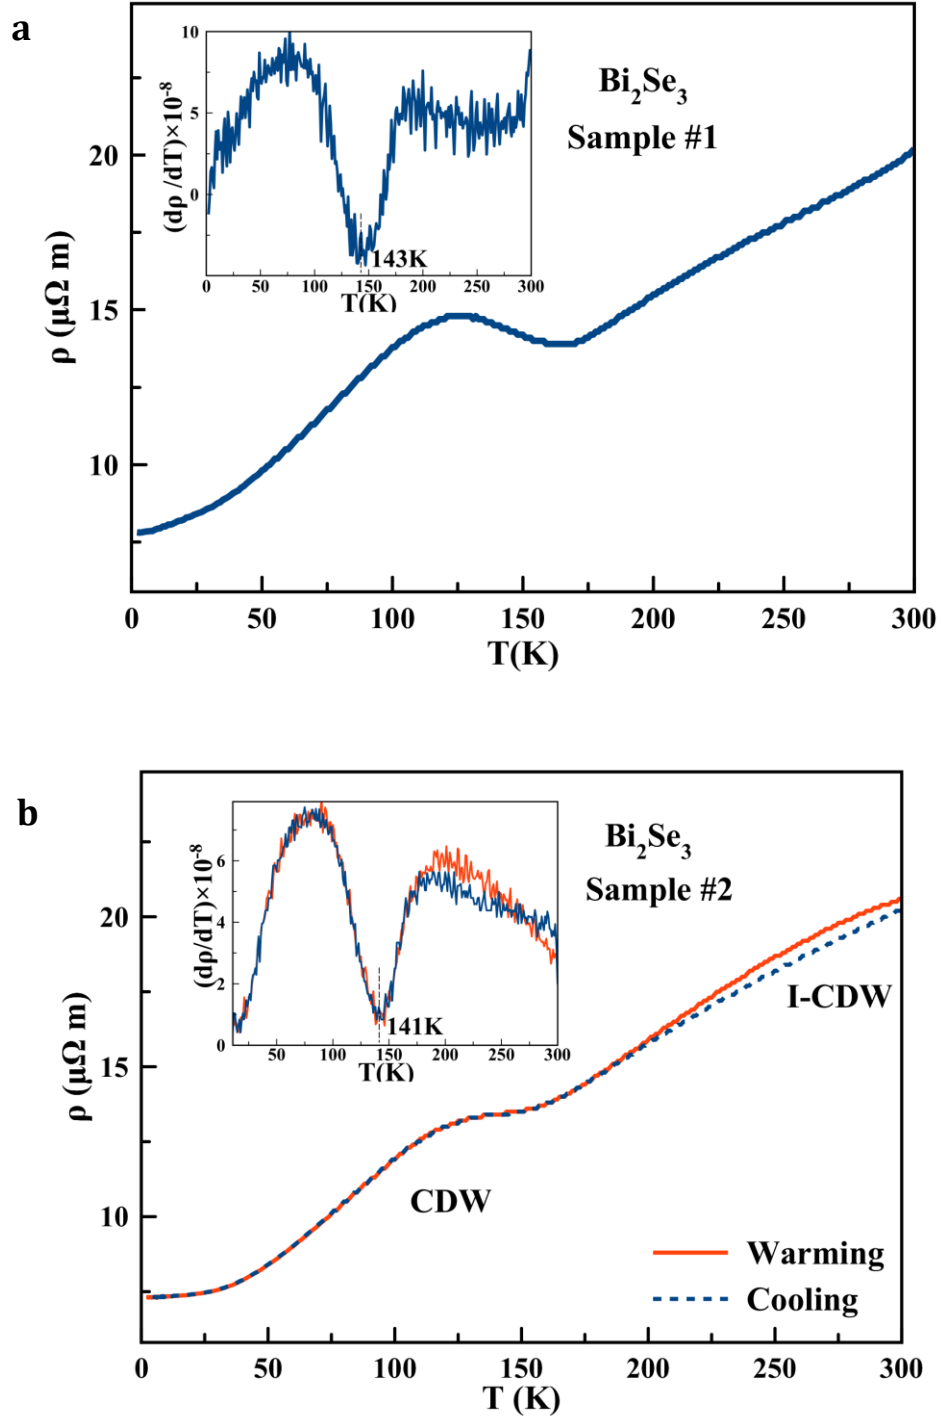 a
Bi₂Se₃
Sample #1
(dρ /dT)×10⁻⁸
10
5
0
143K
0 50 100 150 200 250 300
T(K)
ρ (μΩ m)
20
15
10
0 50 100 150 200 250 300
T(K)
b
Bi₂Se₃
Sample #2
(dρ/dT)×10⁻⁸
6
4
2
0
141K
50 100 150 200 250 300
T(K)
ρ (μΩ m)
20
15
10
I-CDW
CDW
Warming
Cooling
0 50 100 150 200 250 300
T (K)